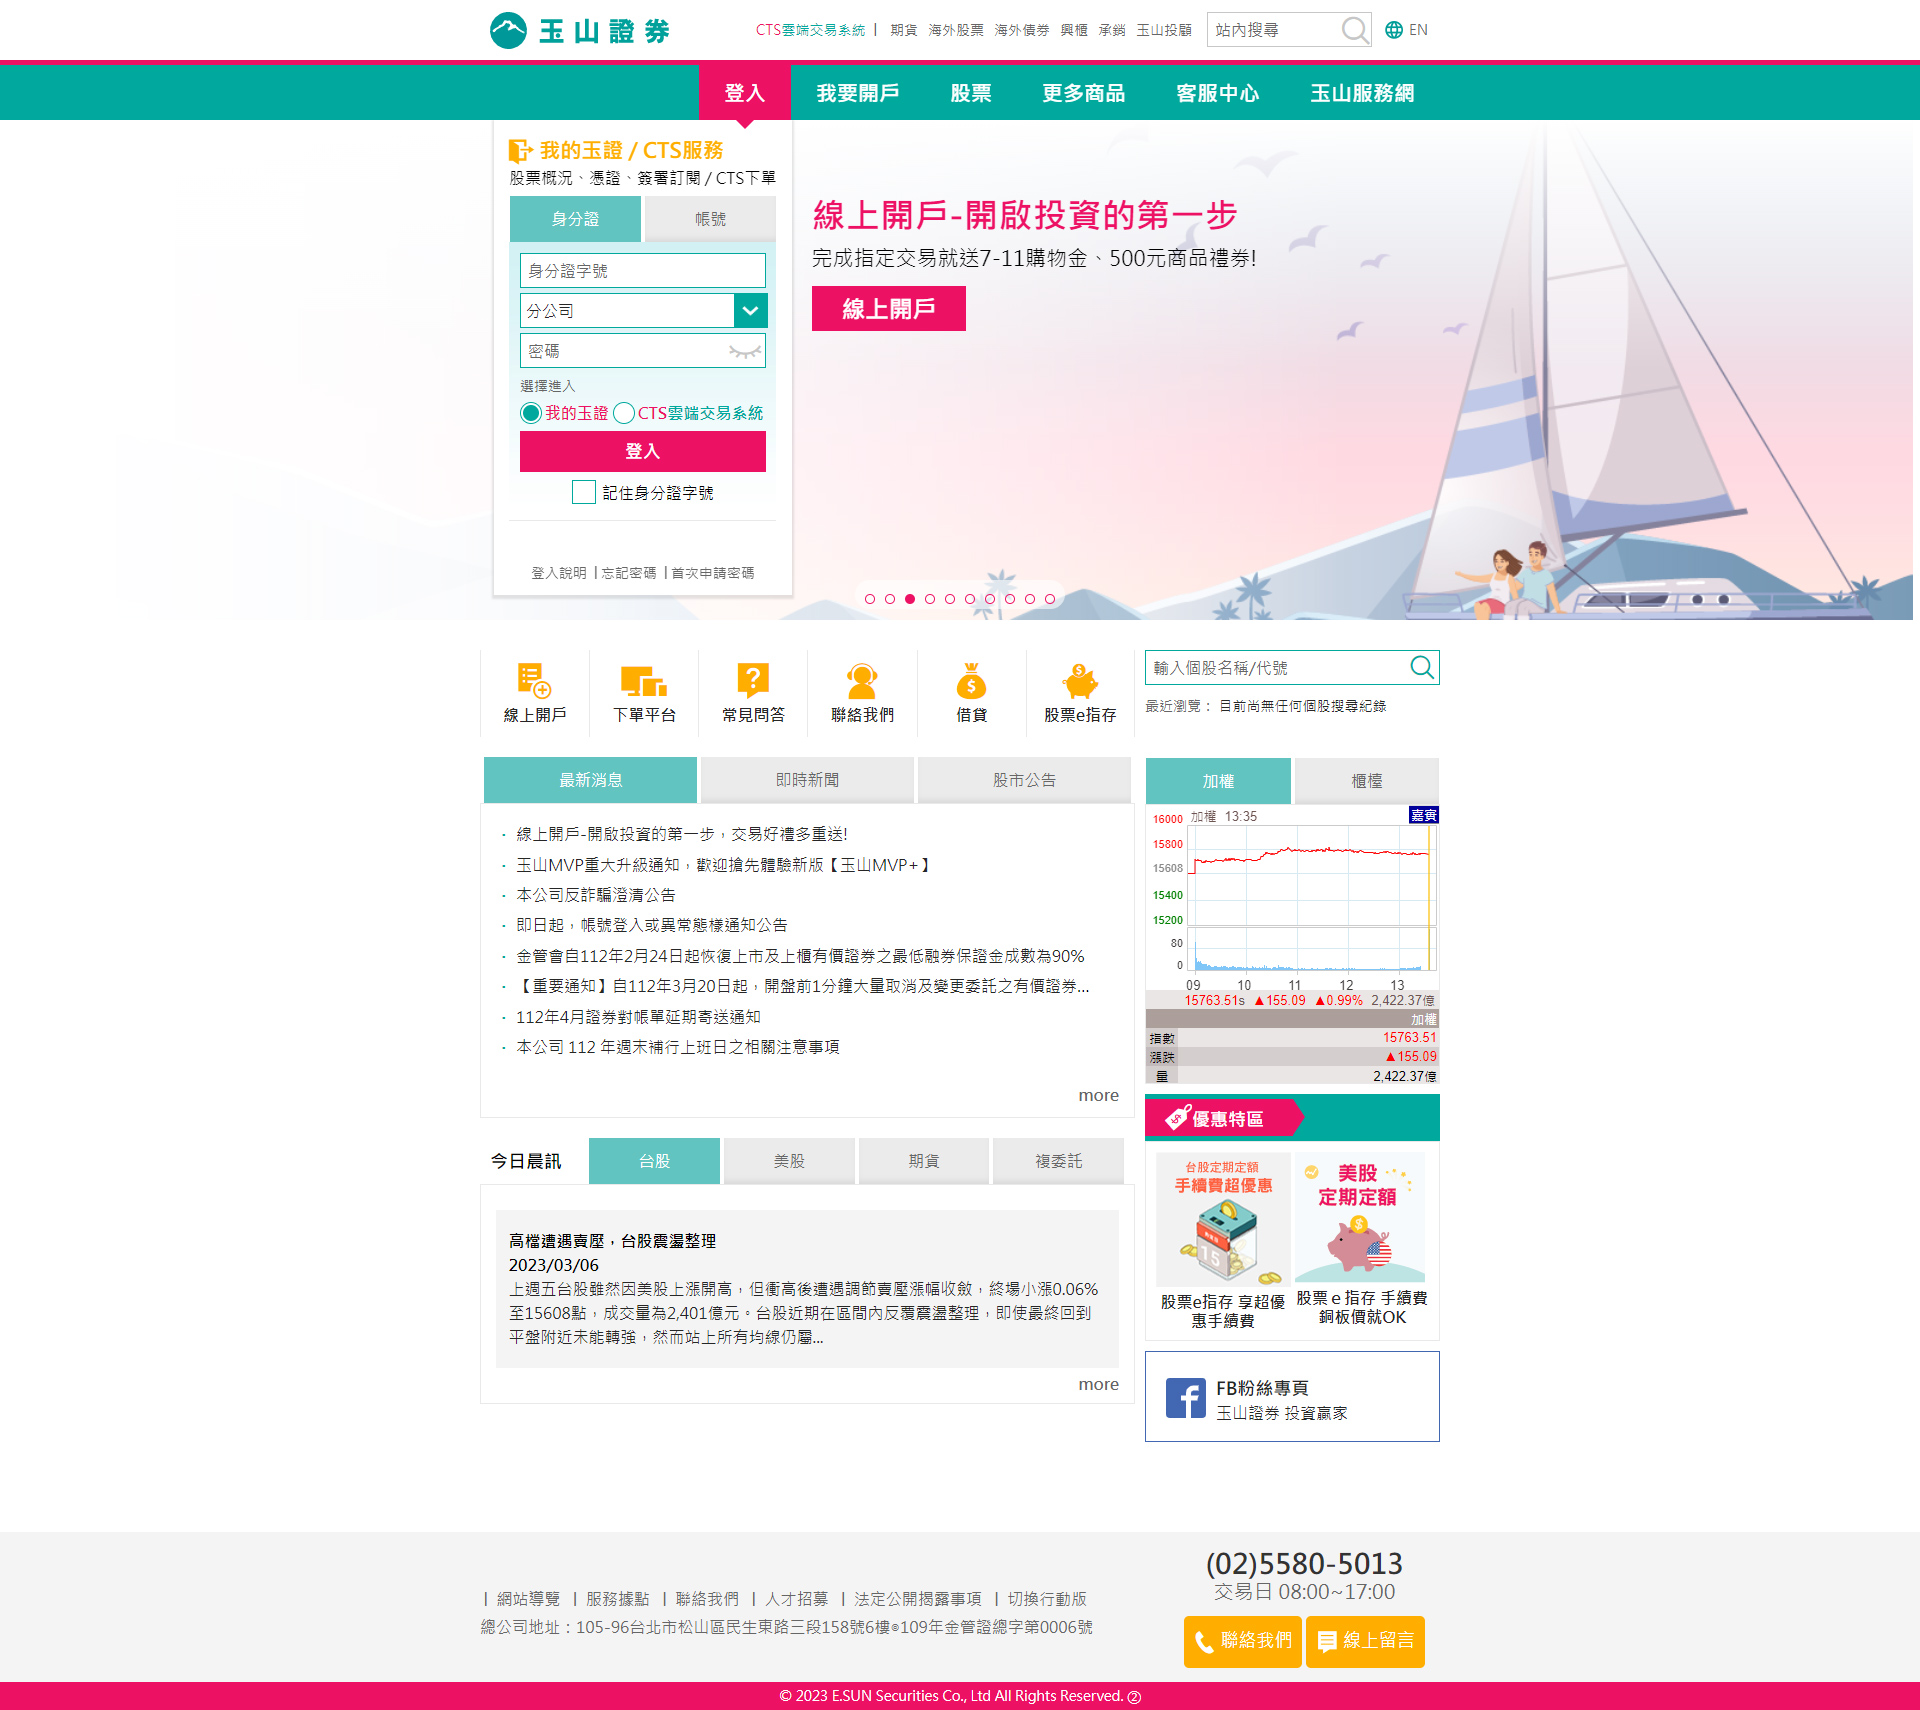 玉山證券
CTS雲端交易系統 | 期貨 海外股票 海外債券 興櫃 承銷 玉山投顧
站內搜尋
EN
登入 我要開戶 股票 更多商品 客服中心 玉山服務網
我的玉證 / CTS服務
股票概況、憑證、簽署訂閱 / CTS下單
身分證 帳號
身分證字號
分公司
密碼
選擇進入
我的玉證 CTS雲端交易系統
登入
記住身分證字號
登入說明 | 忘記密碼 | 首次申請密碼
線上開戶-開啟投資的第一步
完成指定交易就送7-11購物金、500元商品禮券!
線上開戶
線上開戶 下單平台 常見問答 聯絡我們 借貸 股票e指存
輸入個股名稱/代號
最近瀏覽： 目前尚無任何個股搜尋紀錄
最新消息 即時新聞 股市公告
· 線上開戶-開啟投資的第一步，交易好禮多重送!
· 玉山MVP重大升級通知，歡迎搶先體驗新版【玉山MVP+】
· 本公司反詐騙澄清公告
· 即日起，帳號登入或異常態樣通知公告
· 金管會自112年2月24日起恢復上市及上櫃有價證券之最低融券保證金成數為90%
· 【重要通知】自112年3月20日起，開盤前1分鐘大量取消及變更委託之有價證券...
· 112年4月證券對帳單延期寄送通知
· 本公司 112 年週末補行上班日之相關注意事項
more
加權 櫃檯
加權 13:35 嘉實
16000
15800
15608
15400
15200
80
0
09 10 11 12 13
15763.51s ▲155.09 ▲0.99% 2,422.37億
加權
指數 15763.51
漲跌 ▲155.09
量 2,422.37億
優惠特區
台股定期定額
手續費超優惠
15
股票e指存 享超優
惠手續費
美股
定期定額
股票 e 指存 手續費
銅板價就OK
今日晨訊 台股 美股 期貨 複委託
高檔遭遇賣壓，台股震盪整理
2023/03/06
上週五台股雖然因美股上漲開高，但衝高後遭遇調節賣壓漲幅收斂，終場小漲0.06%
至15608點，成交量為2,401億元。台股近期在區間內反覆震盪整理，即使最終回到
平盤附近未能轉強，然而站上所有均線仍屬...
more
FB粉絲專頁
玉山證券 投資贏家
| 網站導覽 | 服務據點 | 聯絡我們 | 人才招募 | 法定公開揭露事項 | 切換行動版
總公司地址：105-96台北市松山區民生東路三段158號6樓⊙109年金管證總字第0006號
(02)5580-5013
交易日 08:00~17:00
聯絡我們 線上留言
© 2023 E.SUN Securities Co., Ltd All Rights Reserved. ②